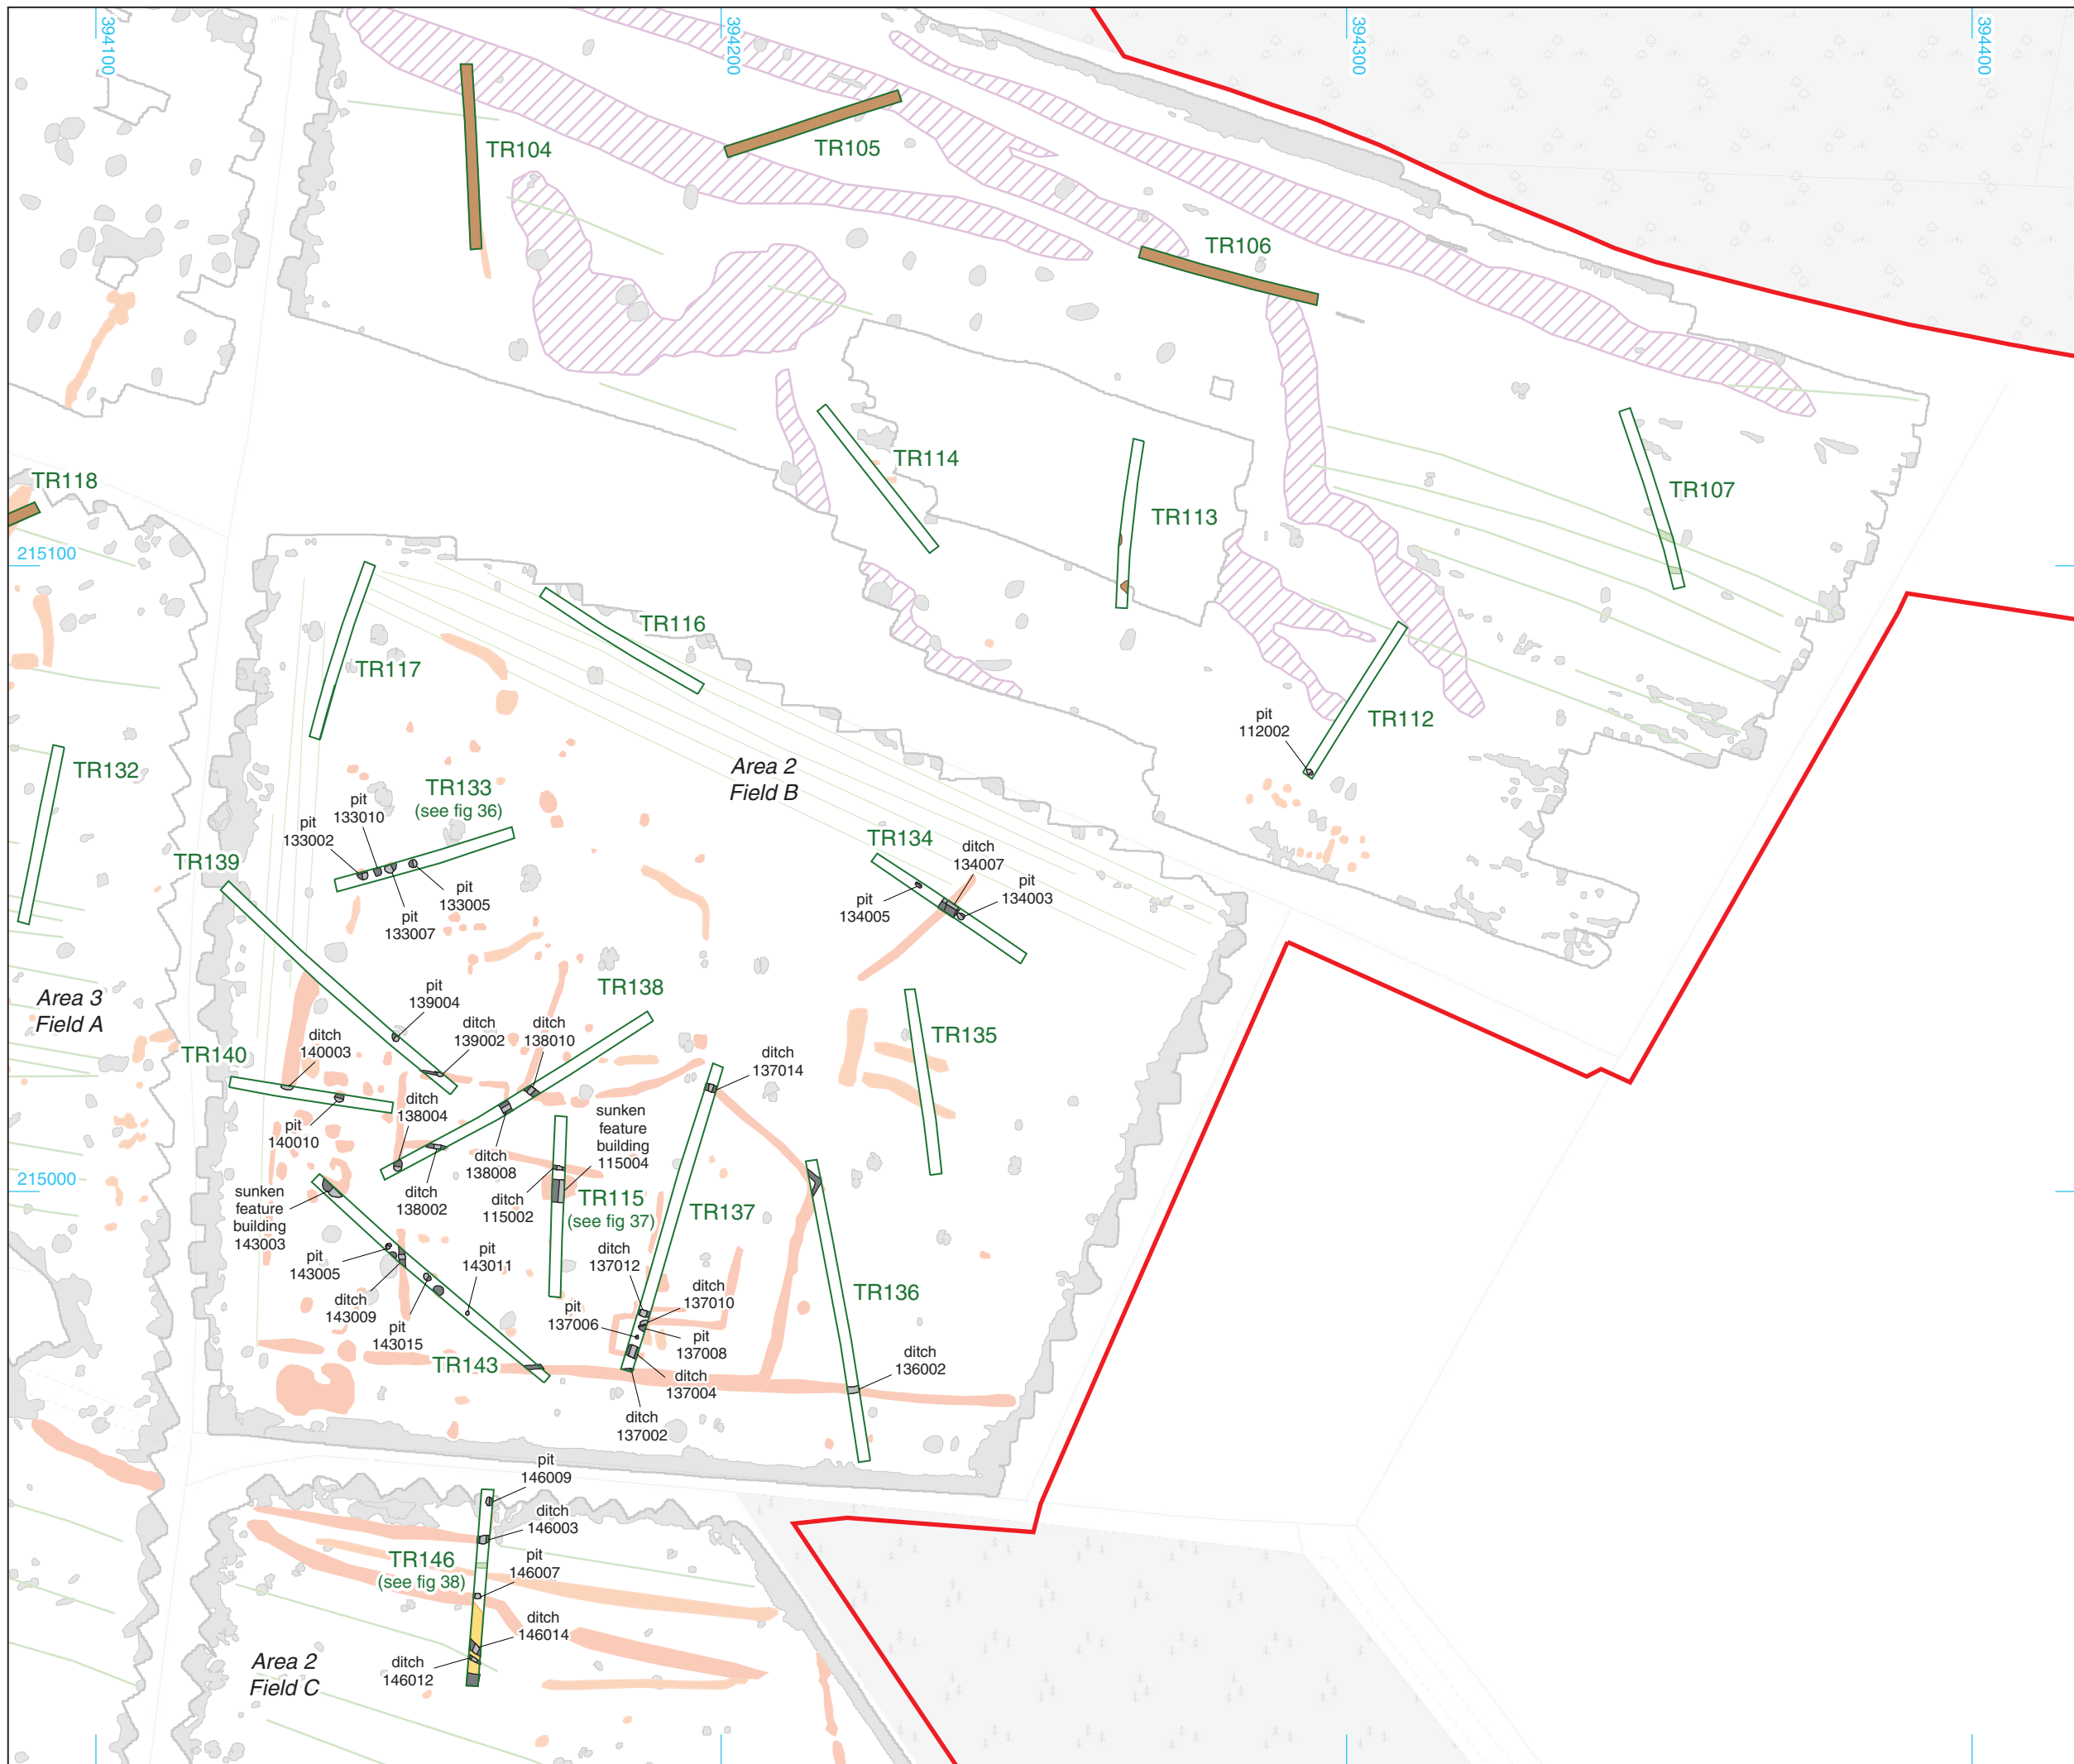 394100
394200
394300
394400
TR104
TR105
TR106
TR114
TR113
TR107
TR118
215100
TR116
TR117
TR112
pit
112002
TR132
Area 2
Field B
TR133
(see fig 36)
pit
133010
pit
133002
pit
133005
pit
133007
TR134
ditch
134007
pit
134003
pit
134005
TR139
pit
139004
ditch
139002
TR138
ditch
138010
Area 3
Field A
TR135
TR140
ditch
140003
pit
140010
ditch
138004
ditch
138008
ditch
138002
ditch
137014
sunken
feature
building
115004
ditch
115002
TR115
(see fig 37)
215000
sunken
feature
building
143003
pit
143005
ditch
143009
pit
143015
pit
143011
TR143
TR137
ditch
137012
ditch
137010
pit
137006
pit
137008
ditch
137004
ditch
137002
TR136
ditch
136002
pit
146009
ditch
146003
TR146
(see fig 38)
pit
146007
ditch
146014
ditch
146012
Area 2
Field C